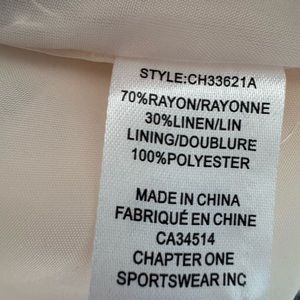 STYLE:CH33621A
70%RAYON/RAYONNE
30%LINEN/LIN
LINING/DOUBLURE
100%POLYESTER
MADE IN CHINA
FABRIQUÉ EN CHINE
CA34514
CHAPTER ONE
SPORTSWEAR INC